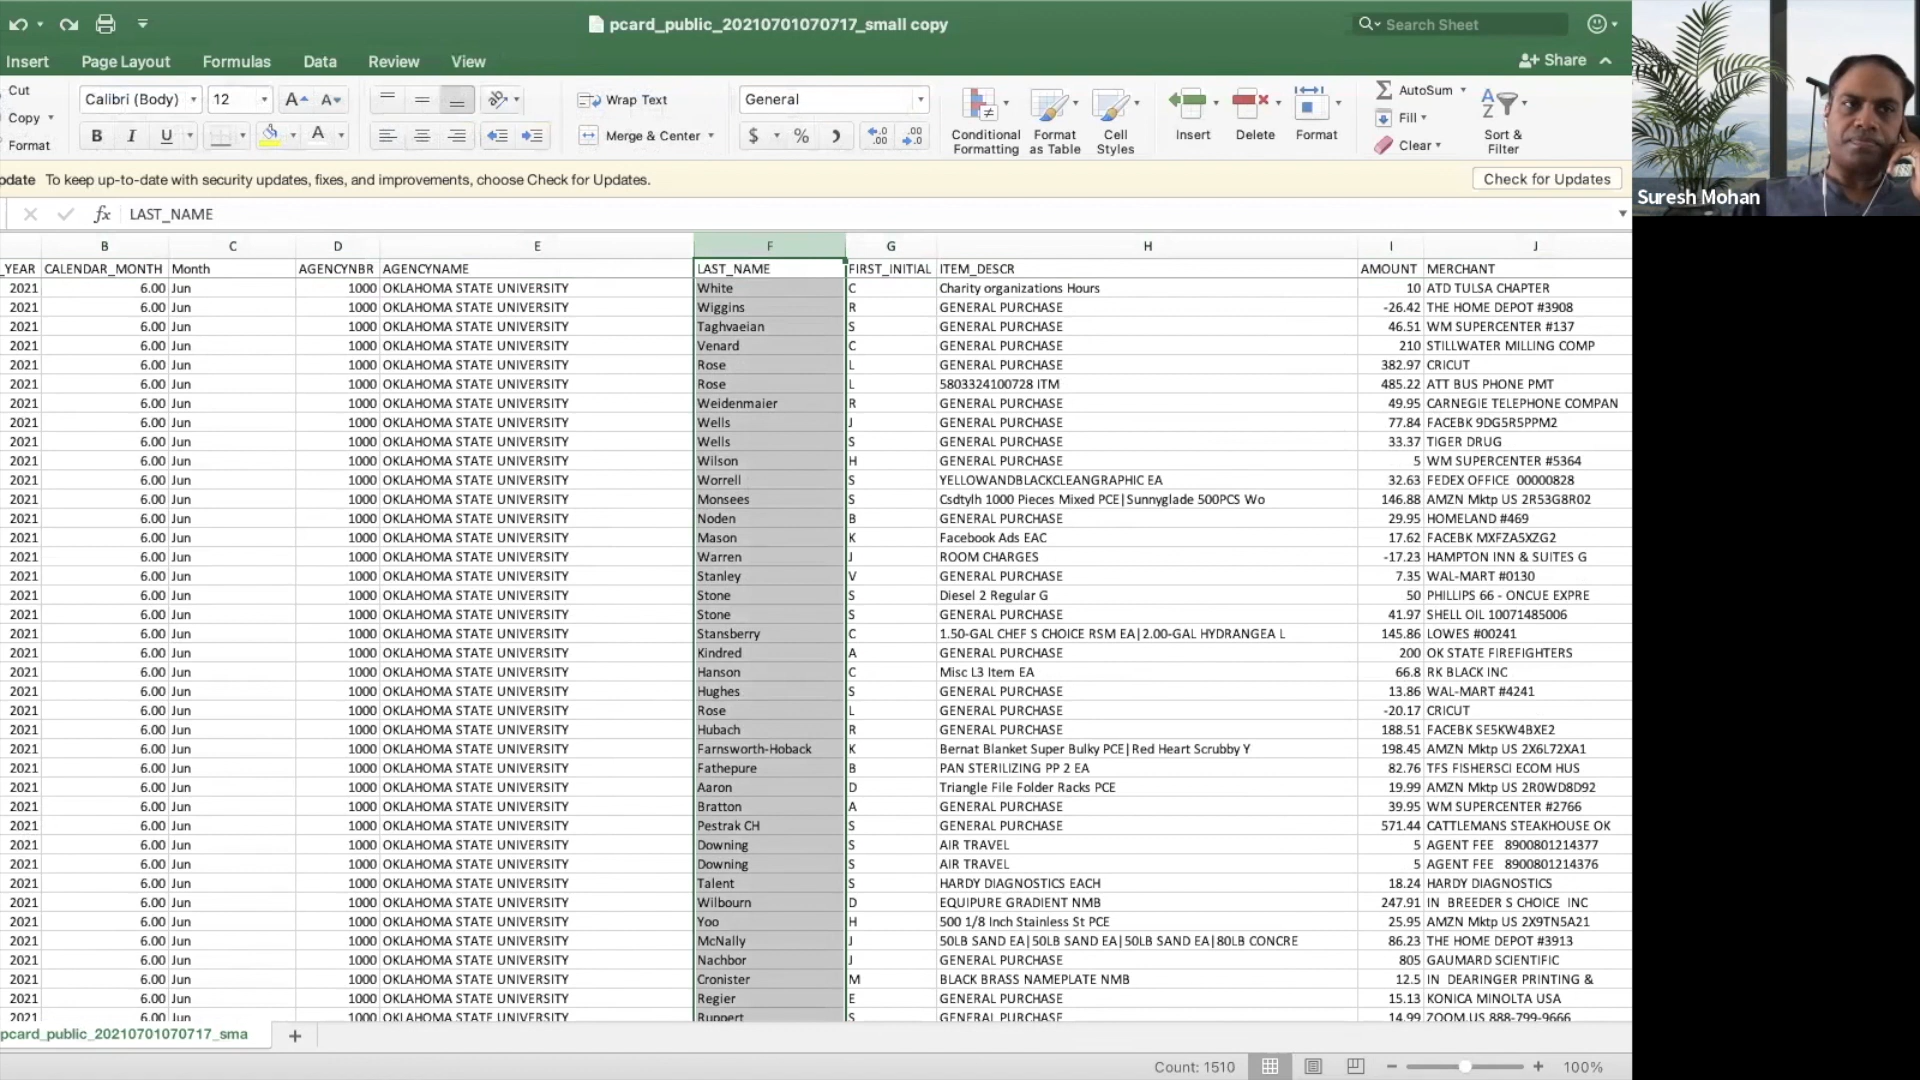 pcard_public_20210701070717_small copy
Search Sheet
Insert Page Layout Formulas Data Review View
Share
Cut
Copy
Format
Calibri (Body) 12
Wrap Text
Merge & Center
General
Conditional Formatting
Format as Table
Cell Styles
Insert
Delete
Format
AutoSum
Fill
Clear
Sort & Filter
pdate To keep up-to-date with security updates, fixes, and improvements, choose Check for Updates.
Check for Updates
fx LAST_NAME
B C D E F G H I J
_YEAR CALENDAR_MONTH Month AGENCYNBR AGENCYNAME LAST_NAME FIRST_INITIAL ITEM_DESCR AMOUNT MERCHANT
2021 6.00 Jun 1000 OKLAHOMA STATE UNIVERSITY White C Charity organizations Hours 10 ATD TULSA CHAPTER
2021 6.00 Jun 1000 OKLAHOMA STATE UNIVERSITY Wiggins R GENERAL PURCHASE -26.42 THE HOME DEPOT #3908
2021 6.00 Jun 1000 OKLAHOMA STATE UNIVERSITY Taghvaeian S GENERAL PURCHASE 46.51 WM SUPERCENTER #137
2021 6.00 Jun 1000 OKLAHOMA STATE UNIVERSITY Venard C GENERAL PURCHASE 210 STILLWATER MILLING COMP
2021 6.00 Jun 1000 OKLAHOMA STATE UNIVERSITY Rose L GENERAL PURCHASE 382.97 CRICUT
2021 6.00 Jun 1000 OKLAHOMA STATE UNIVERSITY Rose L 5803324100728 ITM 485.22 ATT BUS PHONE PMT
2021 6.00 Jun 1000 OKLAHOMA STATE UNIVERSITY Weidenmaier R GENERAL PURCHASE 49.95 CARNEGIE TELEPHONE COMPAN
2021 6.00 Jun 1000 OKLAHOMA STATE UNIVERSITY Wells J GENERAL PURCHASE 77.84 FACEBK 9DG5R5PPM2
2021 6.00 Jun 1000 OKLAHOMA STATE UNIVERSITY Wells S GENERAL PURCHASE 33.37 TIGER DRUG
2021 6.00 Jun 1000 OKLAHOMA STATE UNIVERSITY Wilson H GENERAL PURCHASE 5 WM SUPERCENTER #5364
2021 6.00 Jun 1000 OKLAHOMA STATE UNIVERSITY Worrell S YELLOWANDBLACKCLEANGRAPHIC EA 32.63 FEDEX OFFICE 00000828
2021 6.00 Jun 1000 OKLAHOMA STATE UNIVERSITY Monsees S Csdtylh 1000 Pieces Mixed PCE|Sunnyglade 500PCS Wo 146.88 AMZN Mktp US 2R53G8R02
2021 6.00 Jun 1000 OKLAHOMA STATE UNIVERSITY Noden B GENERAL PURCHASE 29.95 HOMELAND #469
2021 6.00 Jun 1000 OKLAHOMA STATE UNIVERSITY Mason K Facebook Ads EAC 17.62 FACEBK MXFZA5XZG2
2021 6.00 Jun 1000 OKLAHOMA STATE UNIVERSITY Warren J ROOM CHARGES -17.23 HAMPTON INN & SUITES G
2021 6.00 Jun 1000 OKLAHOMA STATE UNIVERSITY Stanley V GENERAL PURCHASE 7.35 WAL-MART #0130
2021 6.00 Jun 1000 OKLAHOMA STATE UNIVERSITY Stone S Diesel 2 Regular G 50 PHILLIPS 66 - ONCUE EXPRE
2021 6.00 Jun 1000 OKLAHOMA STATE UNIVERSITY Stone S GENERAL PURCHASE 41.97 SHELL OIL 10071485006
2021 6.00 Jun 1000 OKLAHOMA STATE UNIVERSITY Stansberry C 1.50-GAL CHEF S CHOICE RSM EA|2.00-GAL HYDRANGEA L 145.86 LOWES #00241
2021 6.00 Jun 1000 OKLAHOMA STATE UNIVERSITY Kindred A GENERAL PURCHASE 200 OK STATE FIREFIGHTERS
2021 6.00 Jun 1000 OKLAHOMA STATE UNIVERSITY Hanson C Misc L3 Item EA 66.8 RK BLACK INC
2021 6.00 Jun 1000 OKLAHOMA STATE UNIVERSITY Hughes S GENERAL PURCHASE 13.86 WAL-MART #4241
2021 6.00 Jun 1000 OKLAHOMA STATE UNIVERSITY Rose L GENERAL PURCHASE -20.17 CRICUT
2021 6.00 Jun 1000 OKLAHOMA STATE UNIVERSITY Hubach R GENERAL PURCHASE 188.51 FACEBK SE5KW4BXE2
2021 6.00 Jun 1000 OKLAHOMA STATE UNIVERSITY Farnsworth-Hoback K Bernat Blanket Super Bulky PCE|Red Heart Scrubby Y 198.45 AMZN Mktp US 2X6L72XA1
2021 6.00 Jun 1000 OKLAHOMA STATE UNIVERSITY Fathepure B PAN STERILIZING PP 2 EA 82.76 TFS FISHERSCI ECOM HUS
2021 6.00 Jun 1000 OKLAHOMA STATE UNIVERSITY Aaron D Triangle File Folder Racks PCE 19.99 AMZN Mktp US 2R0WD8D92
2021 6.00 Jun 1000 OKLAHOMA STATE UNIVERSITY Bratton A GENERAL PURCHASE 39.95 WM SUPERCENTER #2766
2021 6.00 Jun 1000 OKLAHOMA STATE UNIVERSITY Pestrak CH S GENERAL PURCHASE 571.44 CATTLEMANS STEAKHOUSE OK
2021 6.00 Jun 1000 OKLAHOMA STATE UNIVERSITY Downing S AIR TRAVEL 5 AGENT FEE 8900801214377
2021 6.00 Jun 1000 OKLAHOMA STATE UNIVERSITY Downing S AIR TRAVEL 5 AGENT FEE 8900801214376
2021 6.00 Jun 1000 OKLAHOMA STATE UNIVERSITY Talent S HARDY DIAGNOSTICS EACH 18.24 HARDY DIAGNOSTICS
2021 6.00 Jun 1000 OKLAHOMA STATE UNIVERSITY Wilbourn D EQUIPURE GRADIENT NMB 247.91 IN BREEDER S CHOICE INC
2021 6.00 Jun 1000 OKLAHOMA STATE UNIVERSITY Yoo H 500 1/8 Inch Stainless St PCE 25.95 AMZN Mktp US 2X9TN5A21
2021 6.00 Jun 1000 OKLAHOMA STATE UNIVERSITY McNally J 50LB SAND EA|50LB SAND EA|50LB SAND EA|80LB CONCRE 86.23 THE HOME DEPOT #3913
2021 6.00 Jun 1000 OKLAHOMA STATE UNIVERSITY Nachbor J GENERAL PURCHASE 805 GAUMARD SCIENTIFIC
2021 6.00 Jun 1000 OKLAHOMA STATE UNIVERSITY Cronister M BLACK BRASS NAMEPLATE NMB 12.5 IN DEARINGER PRINTING &
2021 6.00 Jun 1000 OKLAHOMA STATE UNIVERSITY Regier E GENERAL PURCHASE 15.13 KONICA MINOLTA USA
2021 6.00 Jun 1000 OKLAHOMA STATE UNIVERSITY Ruppert S GENERAL PURCHASE 14.99 ZOOM.US 888-799-9666
pcard_public_20210701070717_sma
Count: 1510
100%
Suresh Mohan